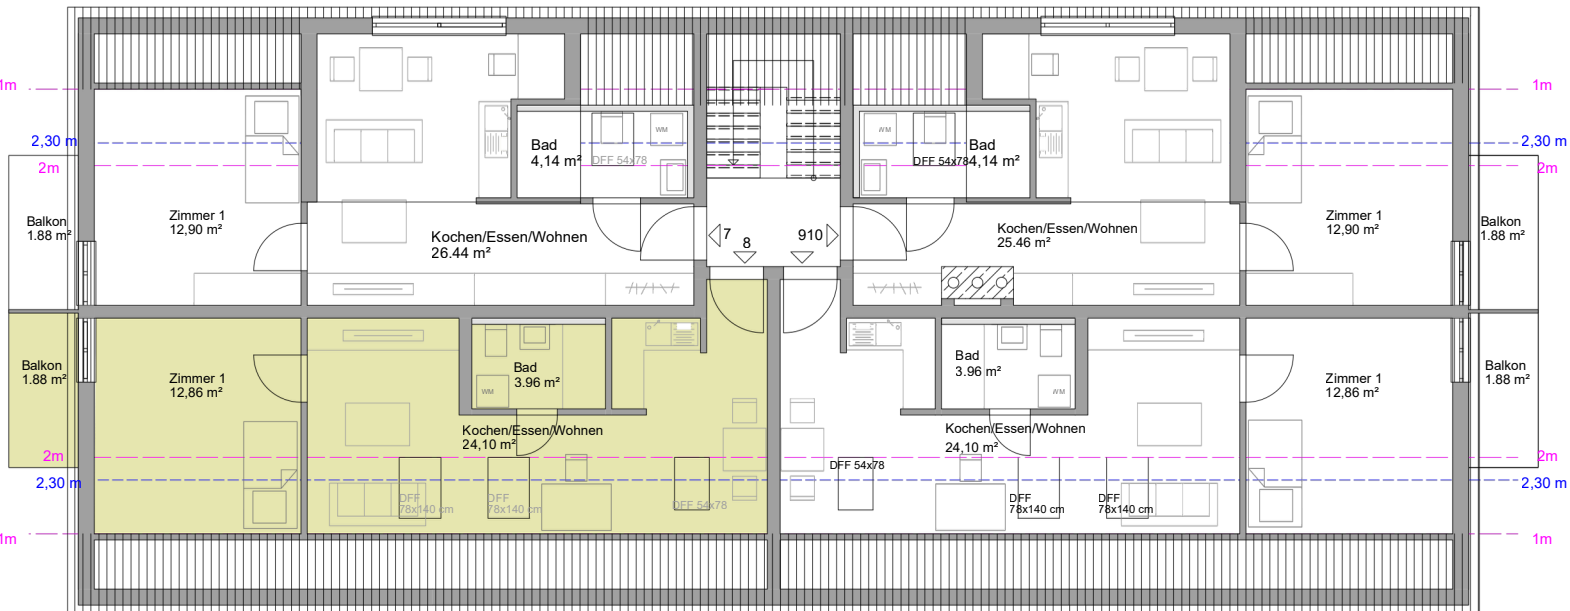 1m
1m
2,30 m
2,30 m
2m
2m
Bad
4,14 m²
WM
DFF 54x78
WM
DFF 54x78
Bad
4,14 m²
Balkon
1.88 m²
Zimmer 1
12,90 m²
Kochen/Essen/Wohnen
26.44 m²
7
8
9
10
Kochen/Essen/Wohnen
25.46 m²
Zimmer 1
12,90 m²
Balkon
1.88 m²
Balkon
1.88 m²
Zimmer 1
12,86 m²
Bad
3.96 m²
WM
Bad
3.96 m²
WM
Zimmer 1
12,86 m²
Balkon
1.88 m²
Kochen/Essen/Wohnen
24,10 m²
Kochen/Essen/Wohnen
24,10 m²
2m
2m
2,30 m
2,30 m
DFF
78x140 cm
DFF
78x140 cm
DFF 54x78
DFF 54x78
DFF
78x140 cm
DFF
78x140 cm
1m
1m